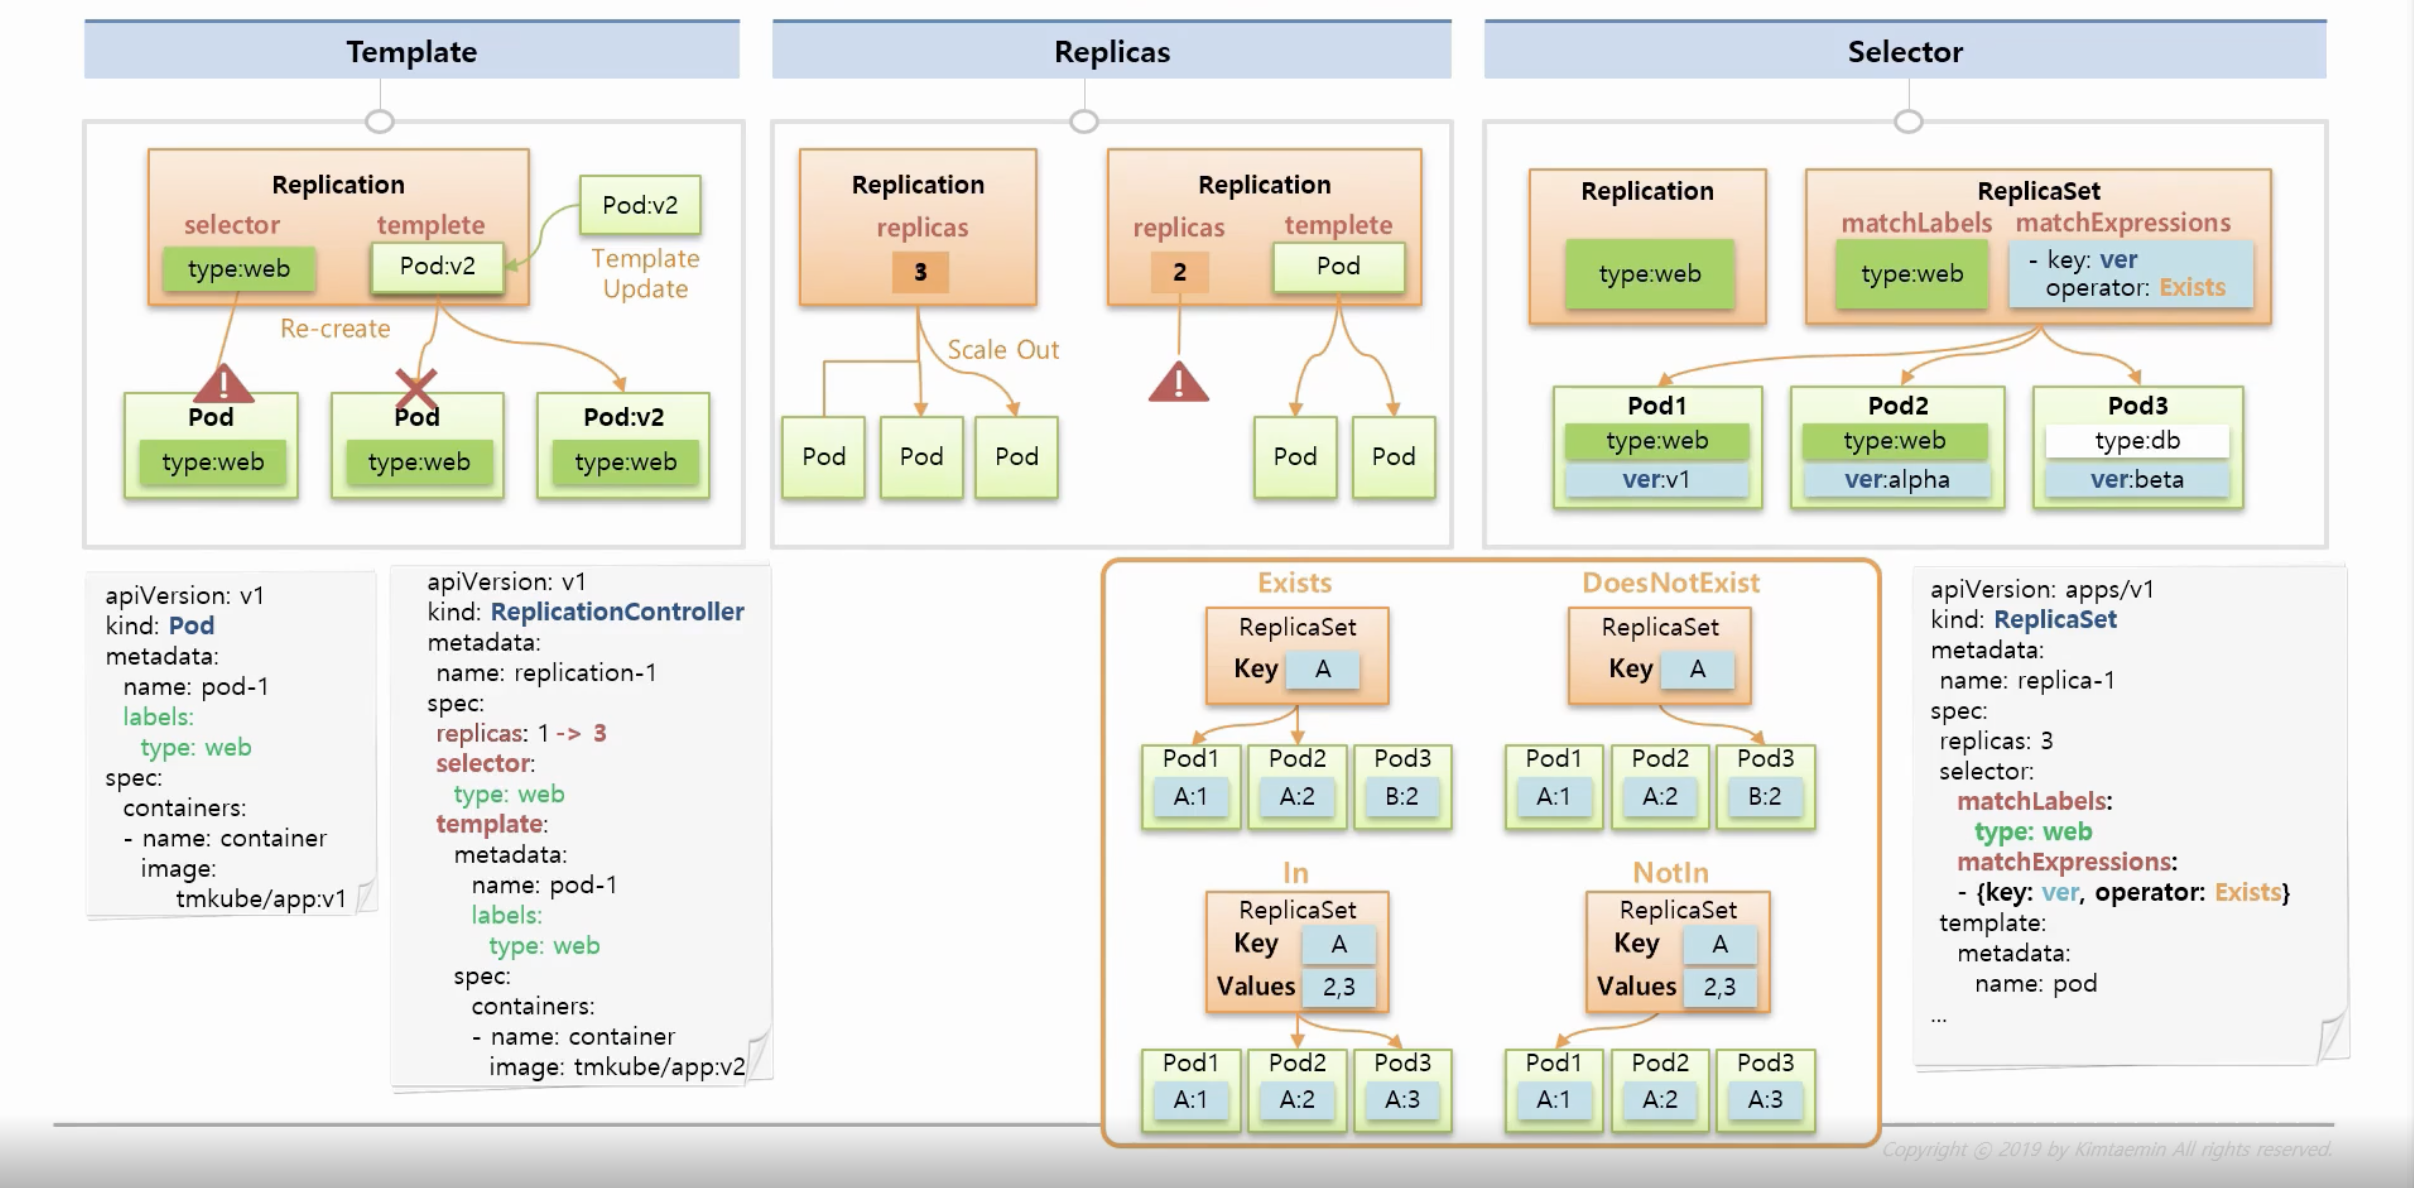 Template
Replication
selector
templete
type:web
Pod:v2
Pod:v2
Template
Update
Re-create
Pod
type:web
Pod
type:web
Pod:v2
type:web
Replicas
Replication
replicas
3
Scale Out
Pod
Pod
Pod
Replication
replicas
templete
2
Pod
Pod
Pod
Selector
Replication
type:web
ReplicaSet
matchLabels
matchExpressions
type:web
- key: ver
operator: Exists
Pod1
type:web
ver:v1
Pod2
type:web
ver:alpha
Pod3
type:db
ver:beta
apiVersion: v1
kind: Pod
metadata:
name: pod-1
labels:
type: web
spec:
containers:
- name: container
image:
tmkube/app:v1
apiVersion: v1
kind: ReplicationController
metadata:
name: replication-1
spec:
replicas: 1 -> 3
selector:
type: web
template:
metadata:
name: pod-1
labels:
type: web
spec:
containers:
- name: container
image: tmkube/app:v2
Exists
ReplicaSet
Key A
Pod1
A:1
Pod2
A:2
Pod3
B:2
DoesNotExist
ReplicaSet
Key A
Pod1
A:1
Pod2
A:2
Pod3
B:2
In
ReplicaSet
Key A
Values 2,3
Pod1
A:1
Pod2
A:2
Pod3
A:3
NotIn
ReplicaSet
Key A
Values 2,3
Pod1
A:1
Pod2
A:2
Pod3
A:3
apiVersion: apps/v1
kind: ReplicaSet
metadata:
name: replica-1
spec:
replicas: 3
selector:
matchLabels:
type: web
matchExpressions:
- {key: ver, operator: Exists}
template:
metadata:
name: pod
...
Copyright © 2019 by Kimtaemin All rights reserved.